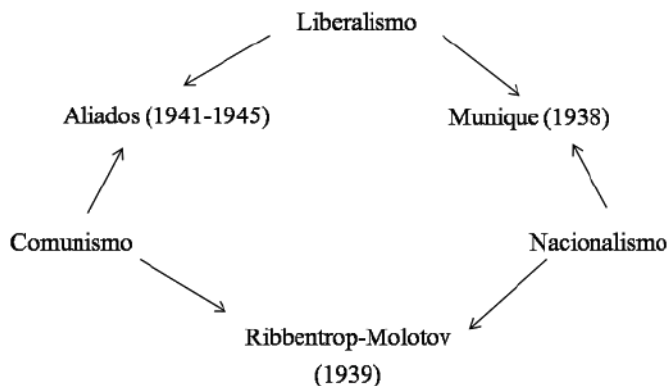 Liberalismo
Aliados (1941-1945)
Munique (1938)
Comunismo
Nacionalismo
Ribbentrop-Molotov
(1939)